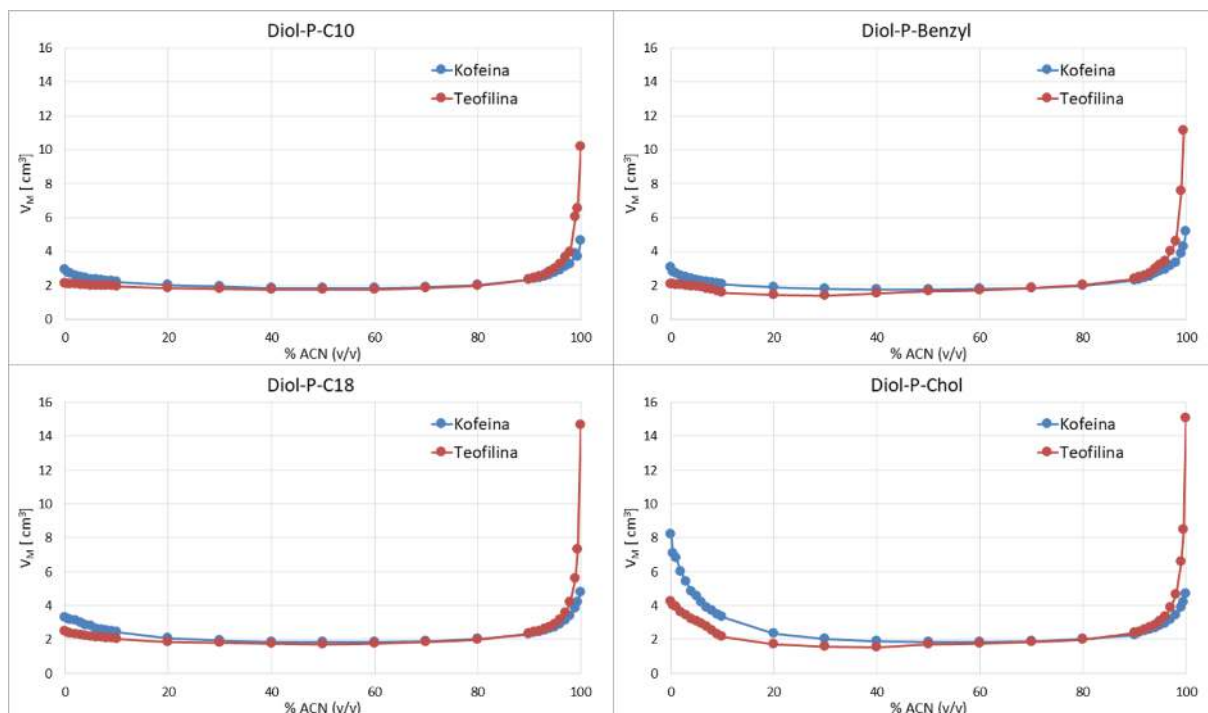 Diol-P-C10
16
14
12
10
8
6
4
2
0
V_M [ cm³]
Kofeina
Teofilina
0 20 40 60 80 100
% ACN (v/v)
Diol-P-Benzyl
16
14
12
10
8
6
4
2
0
V_M [ cm³]
Kofeina
Teofilina
0 20 40 60 80 100
% ACN (v/v)
Diol-P-C18
16
14
12
10
8
6
4
2
0
V_M [ cm³]
Kofeina
Teofilina
0 20 40 60 80 100
% ACN (v/v)
Diol-P-Chol
16
14
12
10
8
6
4
2
0
V_M [ cm³]
Kofeina
Teofilina
0 20 40 60 80 100
% ACN (v/v)